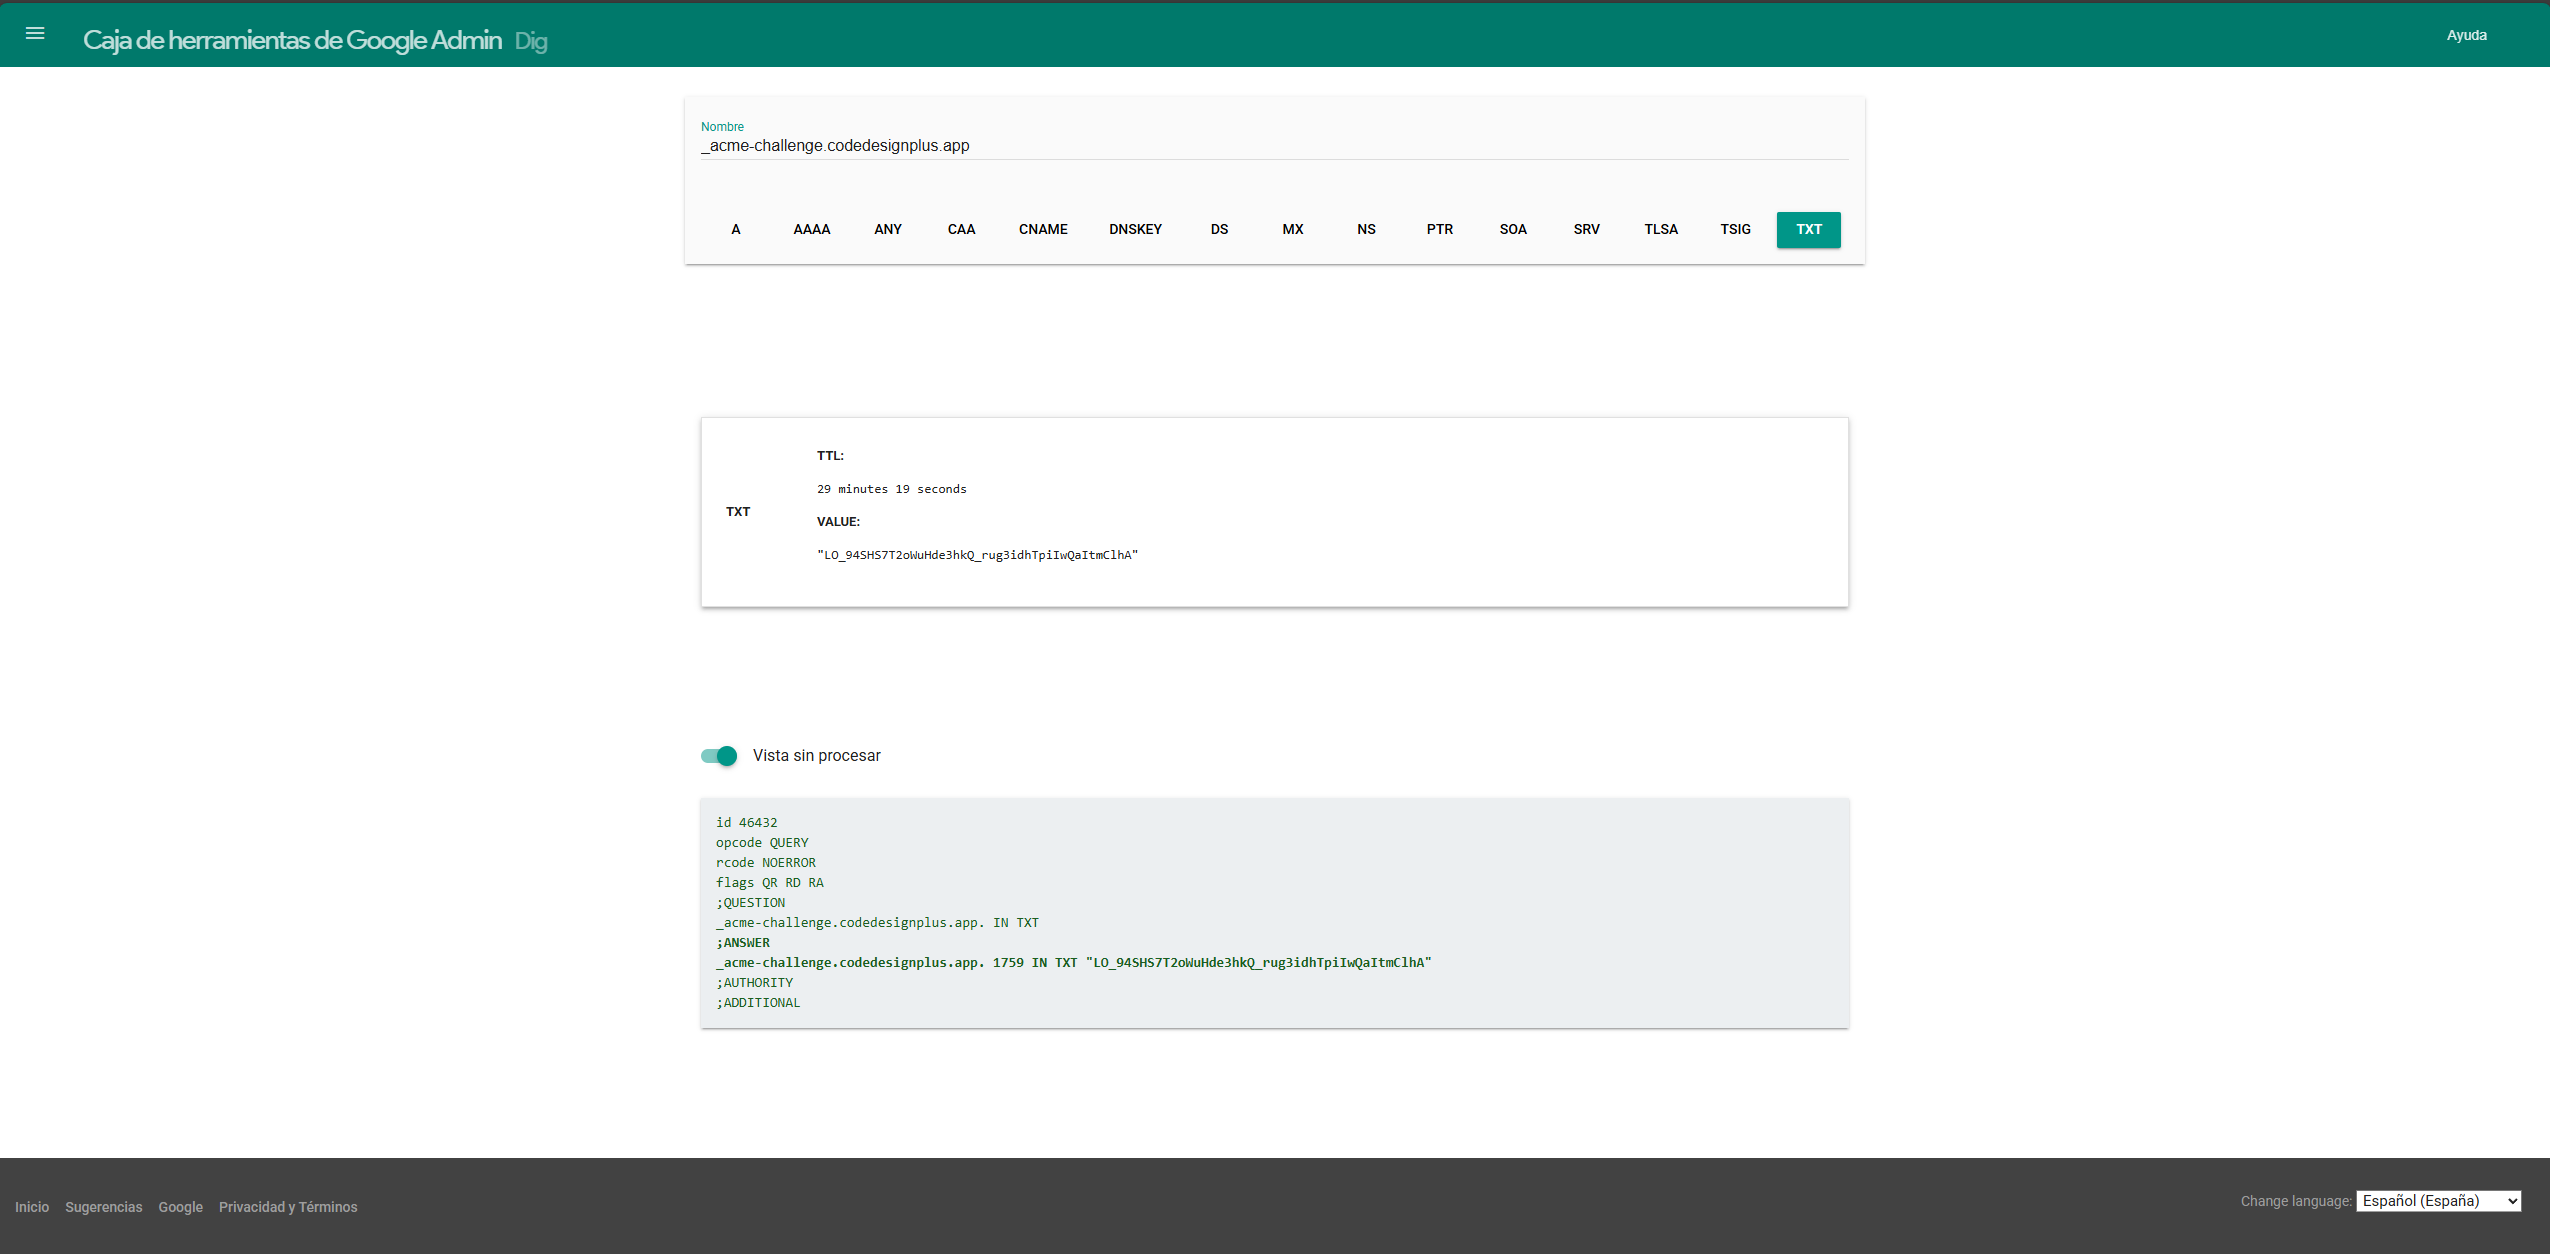 Caja de herramientas de Google Admin Dig
Ayuda
Nombre
_acme-challenge.codedesignplus.app
A AAAA ANY CAA CNAME DNSKEY DS MX NS PTR SOA SRV TLSA TSIG TXT
TTL:
29 minutes 19 seconds
TXT
VALUE:
"LO_94SHS7T2oWuHde3hkQ_rug3idhTpiIwQaItmClhA"
Vista sin procesar
id 46432
opcode QUERY
rcode NOERROR
flags QR RD RA
;QUESTION
_acme-challenge.codedesignplus.app. IN TXT
;ANSWER
_acme-challenge.codedesignplus.app. 1759 IN TXT "LO_94SHS7T2oWuHde3hkQ_rug3idhTpiIwQaItmClhA"
;AUTHORITY
;ADDITIONAL
Inicio Sugerencias Google Privacidad y Términos
Change language: Español (España)